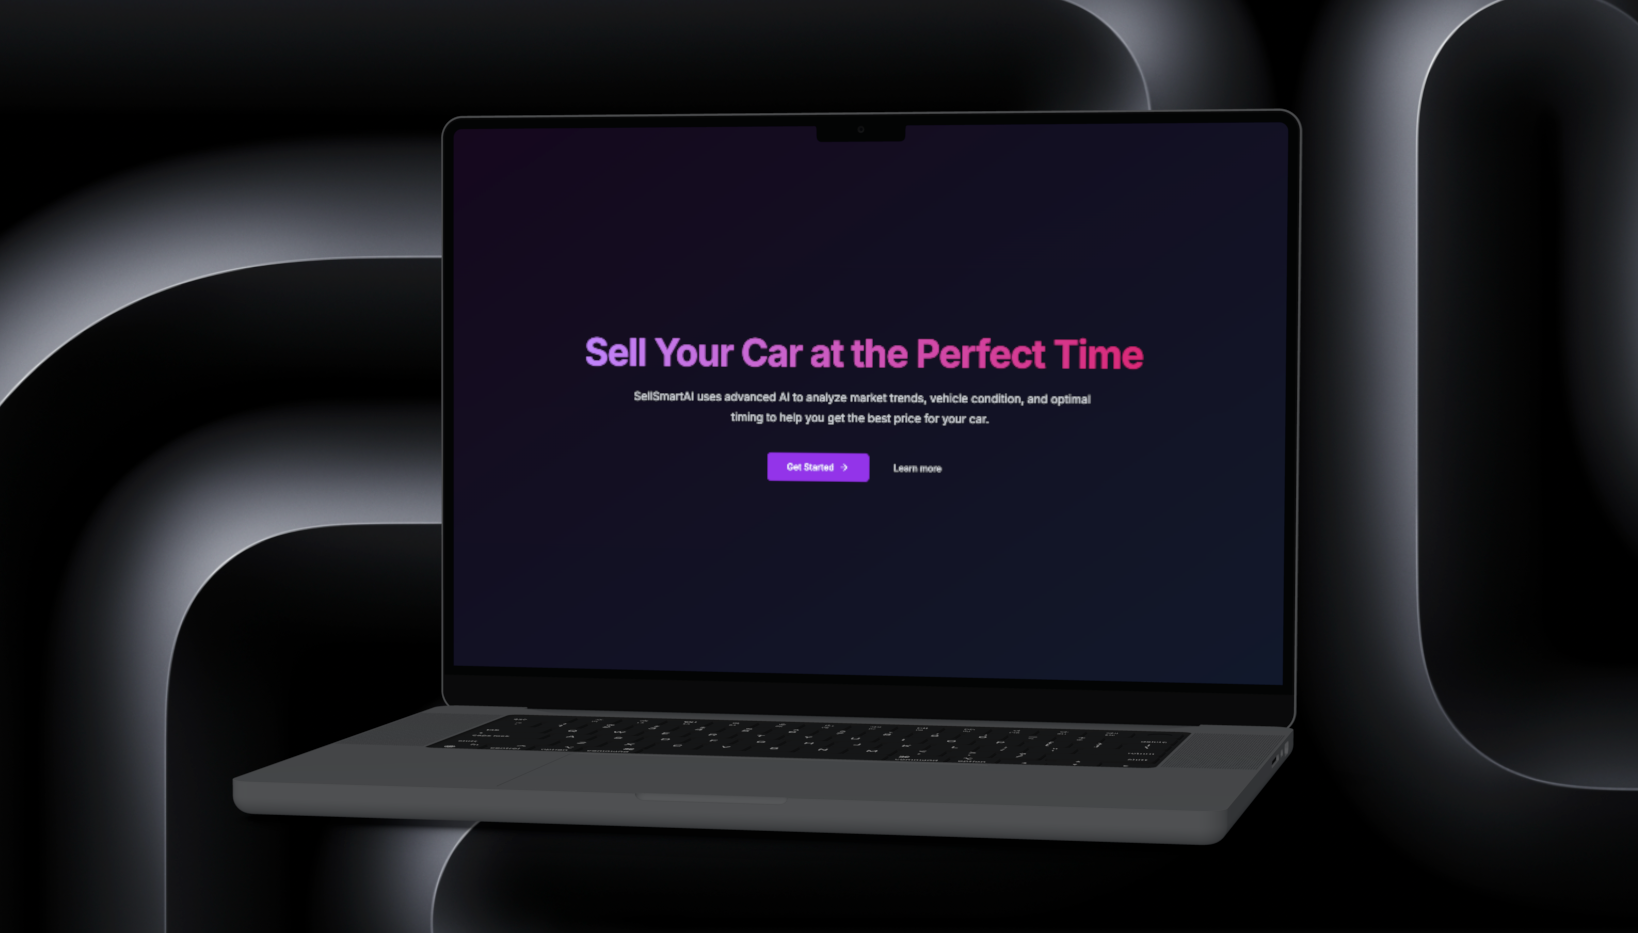 Sell Your Car at the Perfect Time
SellSmartAI uses advanced AI to analyze market trends, vehicle condition, and optimal
timing to help you get the best price for your car.
Get Started →
Learn more